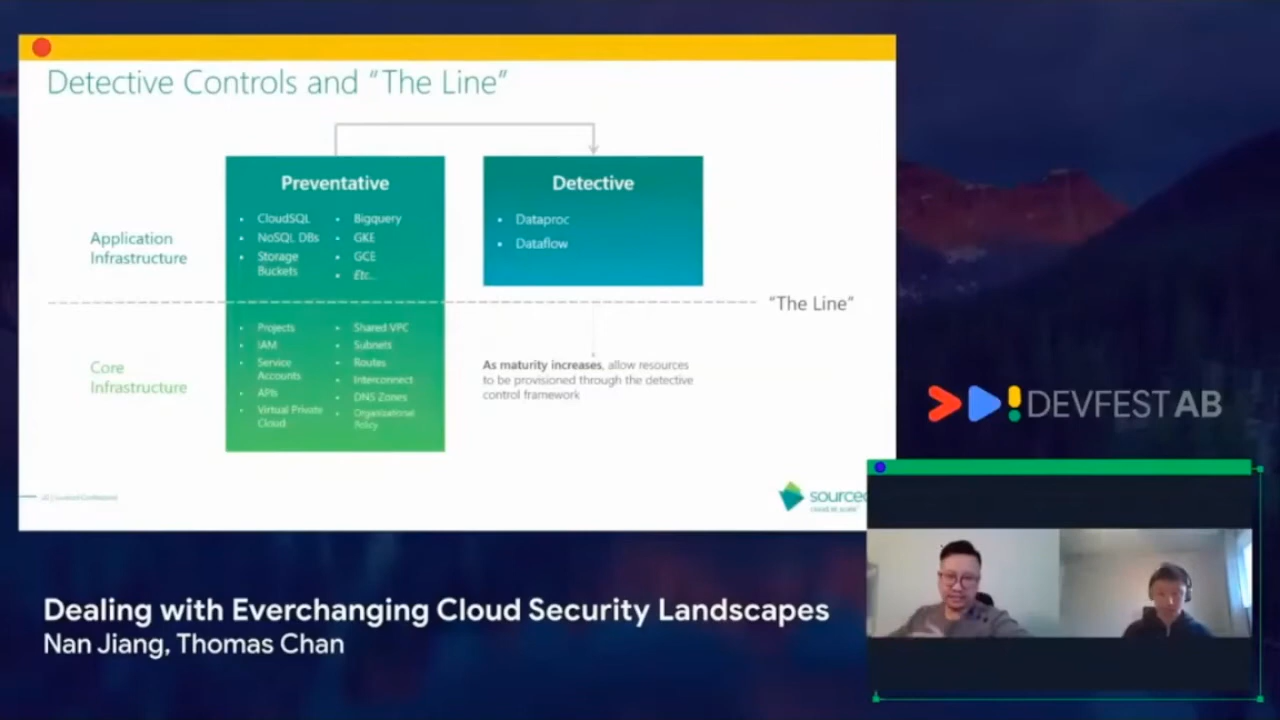 Detective Controls and “The Line”
Preventative
Detective
Application
Infrastructure
• CloudSQL
• NoSQL DBs
• Storage
Buckets
• Bigquery
• GKE
• GCE
• Etc..
• Dataproc
• Dataflow
“The Line”
Core
Infrastructure
• Projects
• IAM
• Service
Accounts
• APIs
• Virtual Private
Cloud
• Shared VPC
• Subnets
• Routes
• Interconnect
• DNS Zones
• Organizational
Policy
As maturity increases, allow resources
to be provisioned through the detective
control framework
sourced
DEVFEST AB
Dealing with Everchanging Cloud Security Landscapes
Nan Jiang, Thomas Chan